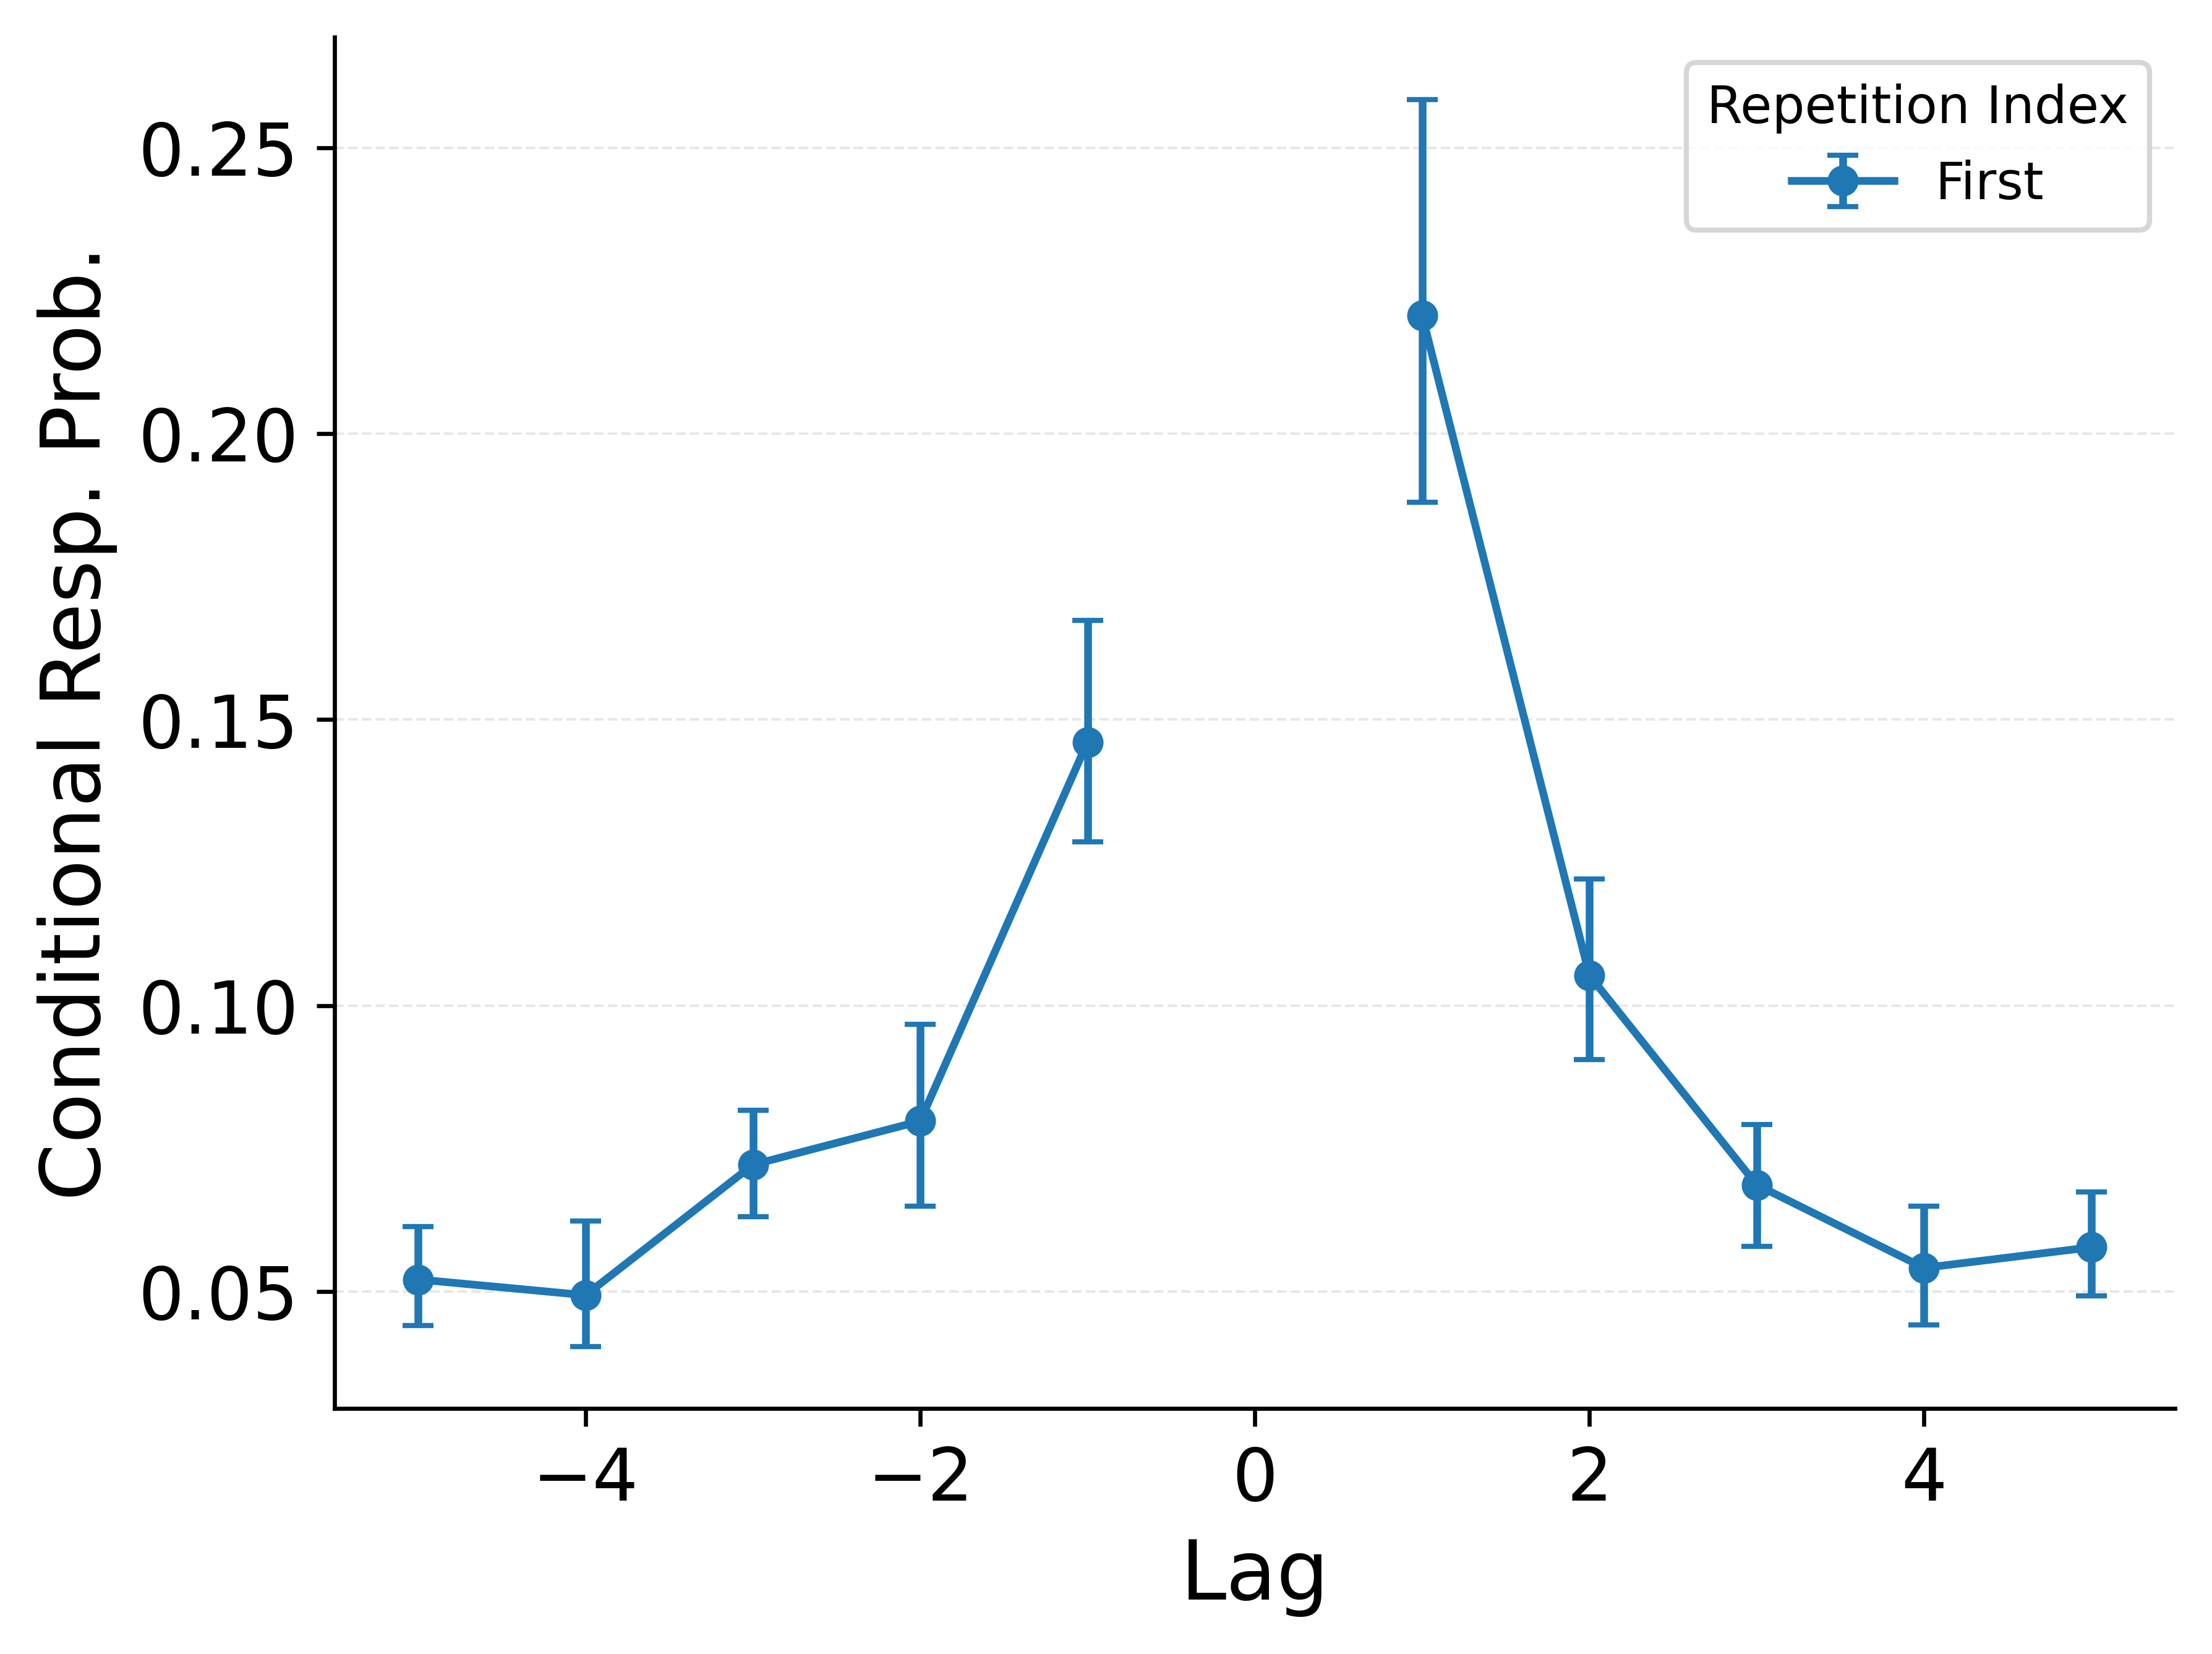 Conditional Resp. Prob.
0.25
0.20
0.15
0.10
0.05
Repetition Index
First
−4
−2
0
2
4
Lag